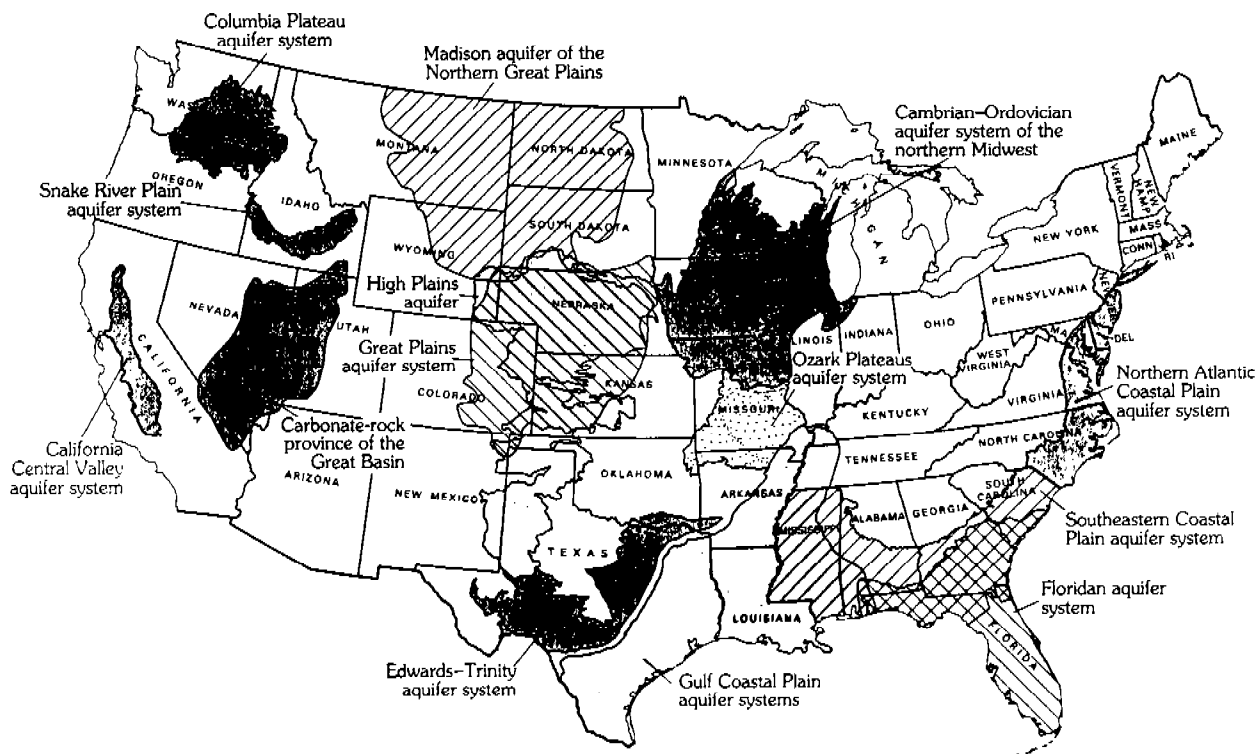 Columbia Plateau
aquifer system
Madison aquifer of the
Northern Great Plains
Cambrian–Ordovician
aquifer system of the
northern Midwest
MAINE
MONTANA
NORTH DAKOTA
MINNESOTA
VERMONT
NEW
HAMP
OREGON
Snake River Plain
aquifer system
IDAHO
SOUTH DAKOTA
WYOMING
NEW YORK
MASS
CONN
RI
High Plains
aquifer
NEBRASKA
NEVADA
UTAH
PENNSYLVANIA
INDIANA
OHIO
LINOIS
DEL
Great Plains
aquifer system
Ozark Plateaus
aquifer system
WEST
VIRGINIA
CALIFORNIA
COLORADO
KANSAS
MISSOURI
KENTUCKY
VIRGINIA
Northern Atlantic
Coastal Plain
aquifer system
Carbonate-rock
province of the
Great Basin
California
Central Valley
aquifer system
ARIZONA
NEW MEXICO
OKLAHOMA
ARKANSAS
TENNESSEE
NORTH CAROLINA
SOUTH
CAROLINA
MISSISSIPPI
ALABAMA
GEORGIA
Southeastern Coastal
Plain aquifer system
TEXAS
LOUISIANA
FLORIDA
Floridan aquifer
system
Edwards–Trinity
aquifer system
Gulf Coastal Plain
aquifer systems